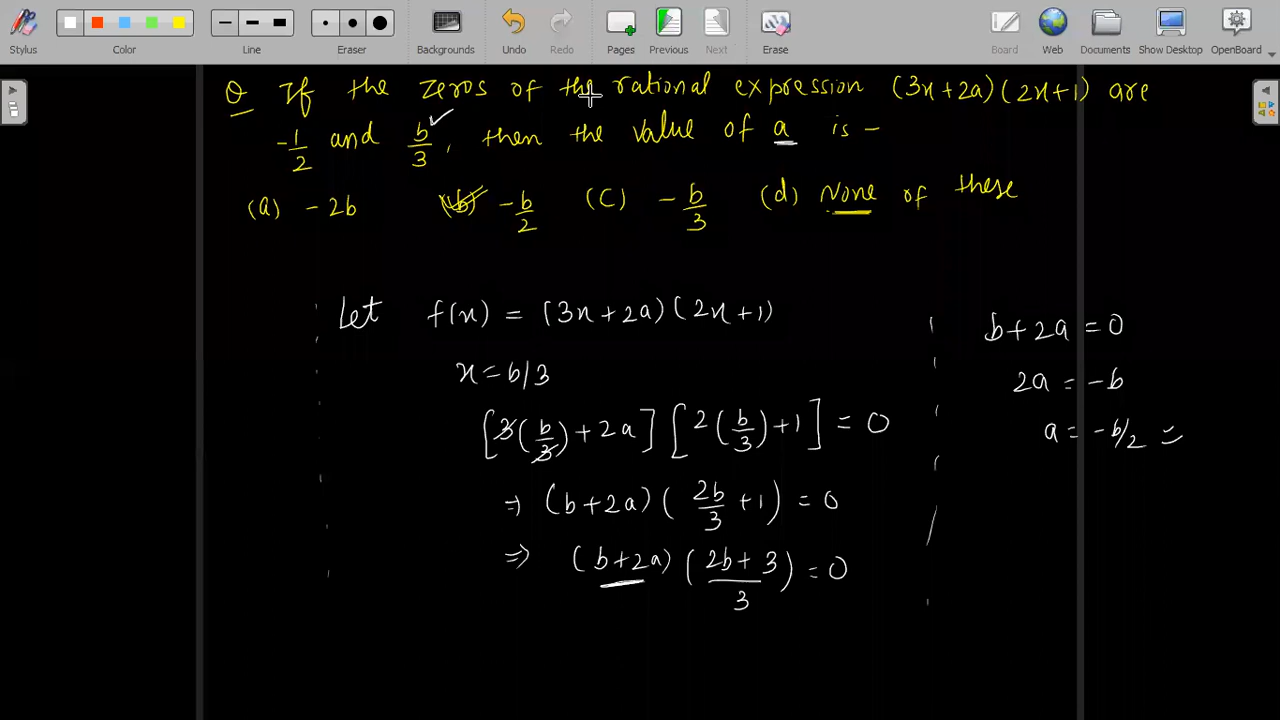 Stylus Color Line Eraser Backgrounds Undo Redo Pages Previous Next Erase Board Web Documents Show Desktop OpenBoard
Q If the zeros of the rational expression (3x+2a)(2x+1) are
-1/2 and b/3, then the value of a is -
(a) -2b (b) -b/2 (c) -b/3 (d) None of these
Let f(x) = (3x+2a)(2x+1)
x = b/3
[3(b/3)+2a][2(b/3)+1] = 0
⇒ (b+2a)(2b/3+1) = 0
⇒ (b+2a)((2b+3)/3) = 0
b+2a = 0
2a = -b
a = -b/2